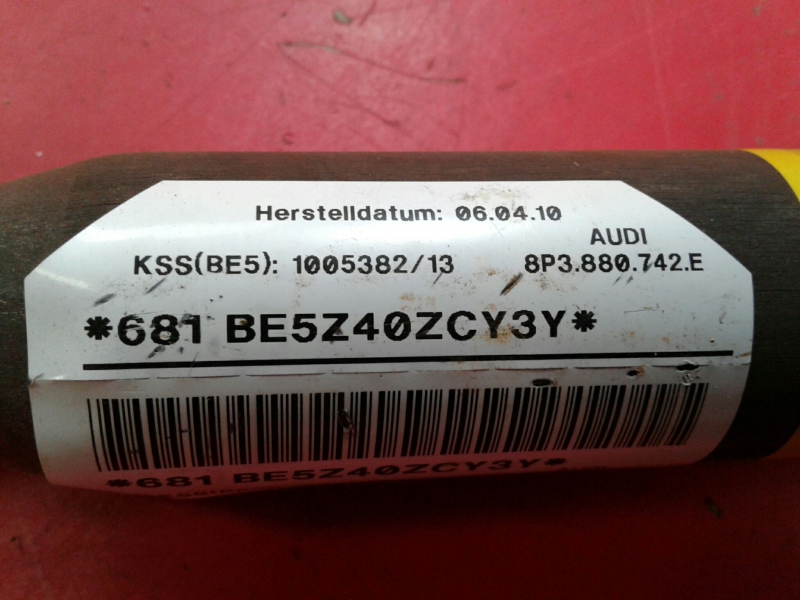 Herstelldatum: 06.04.10
AUDI
KSS(BE5): 1005382/13 8P3.880.742.E
*681 BE5Z40ZCY3Y*
*681 BE5Z40ZCY3Y*